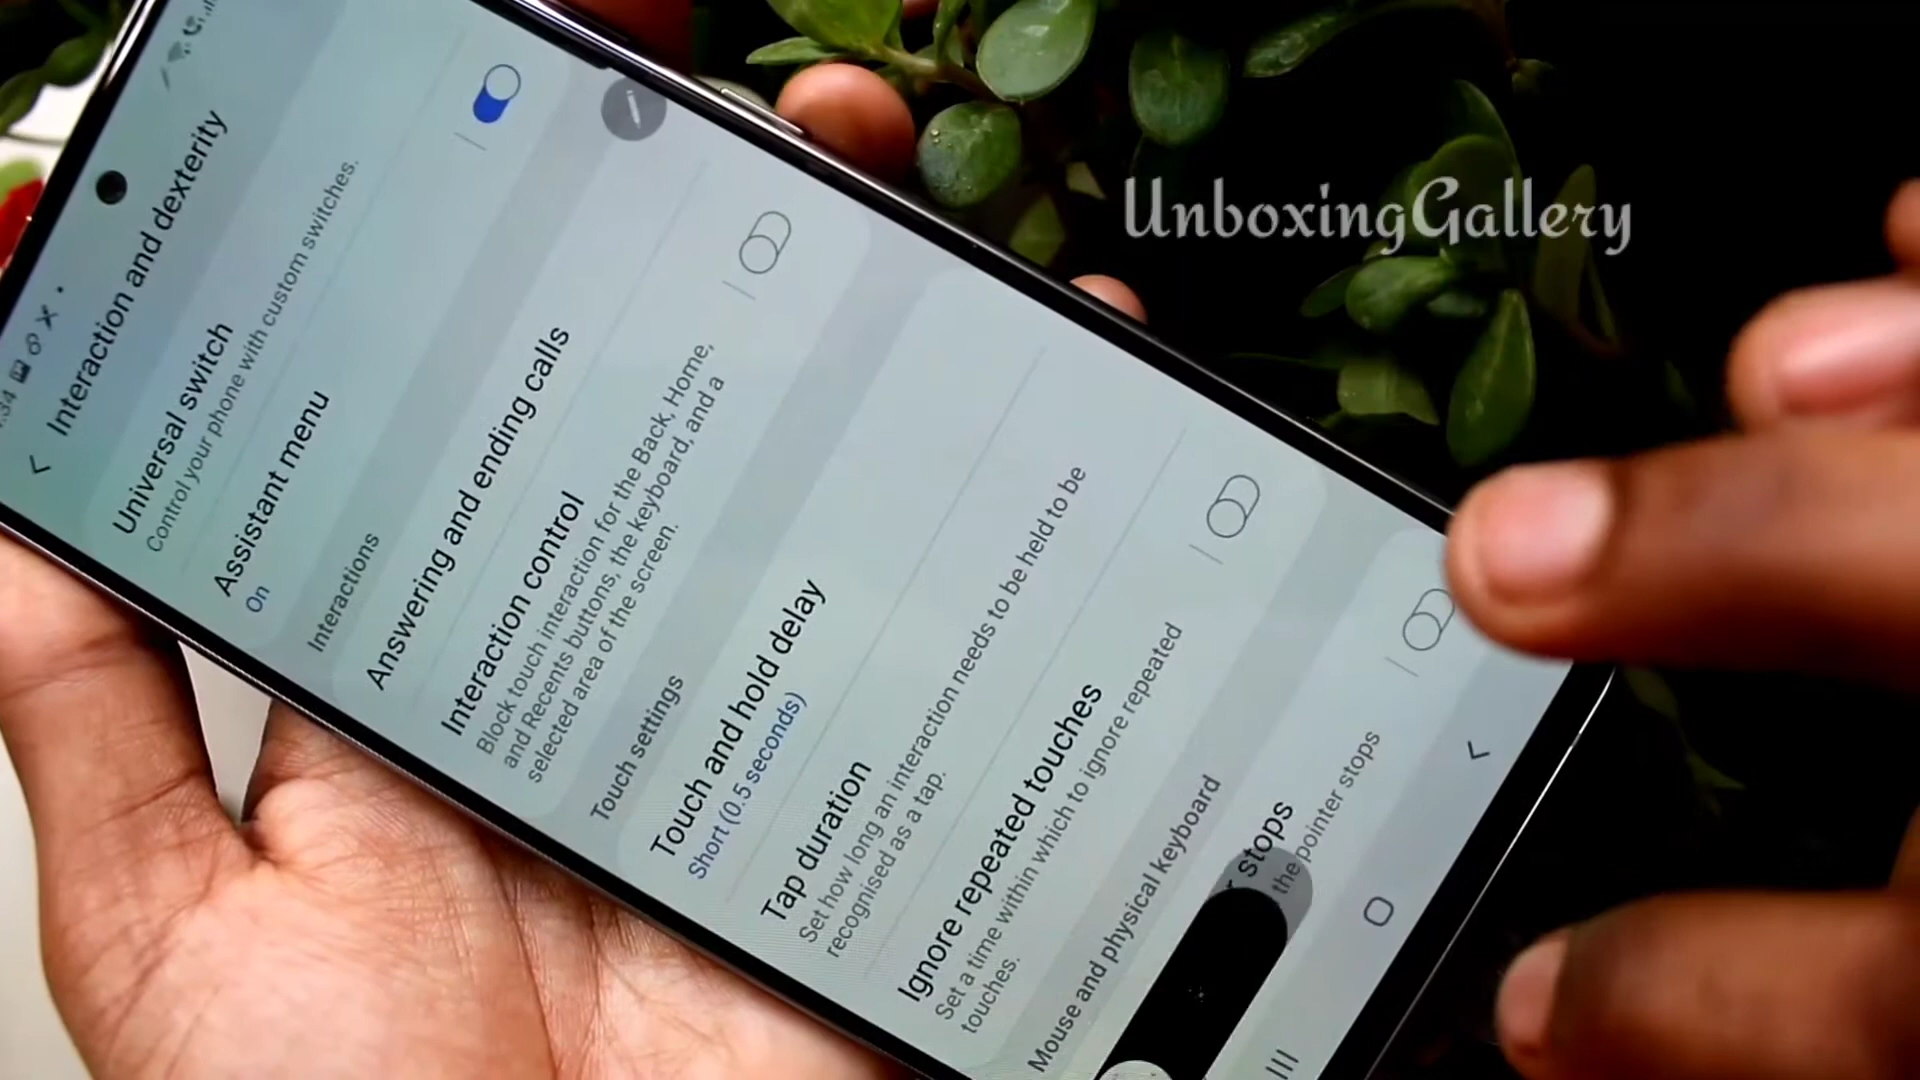 :34
Interaction and dexterity
Universal switch
Control your phone with custom switches.
Assistant menu
On
Interactions
Answering and ending calls
Interaction control
Block touch interaction for the Back, Home,
and Recents buttons, the keyboard, and a
selected area of the screen.
Touch settings
Touch and hold delay
Short (0.5 seconds)
Tap duration
Set how long an interaction needs to be held to be
recognised as a tap.
Ignore repeated touches
Set a time within which to ignore repeated
touches.
Mouse and physical keyboard
stops
the pointer stops
UnboxingGallery